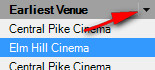 Earliest Venue
Central Pike Cinema
Elm Hill Cinema
Central Pike Cinema